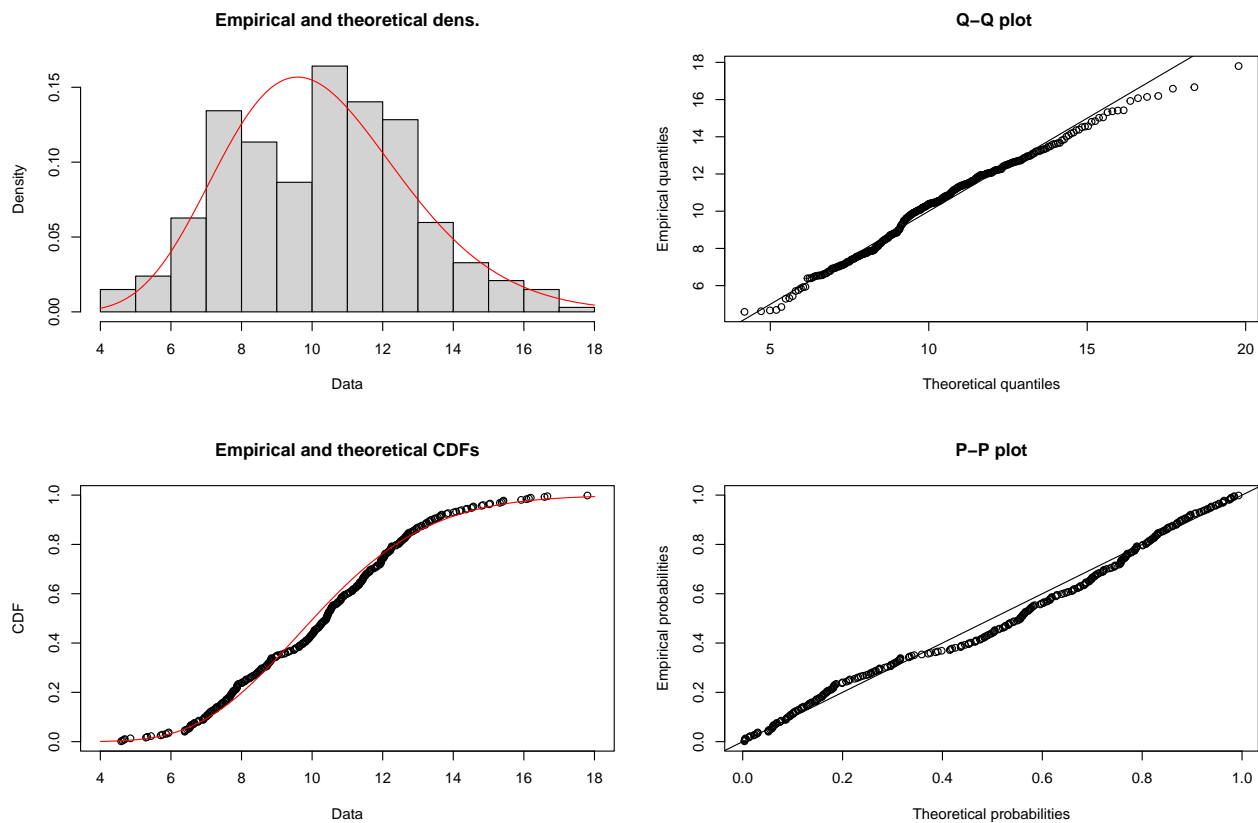 Empirical and theoretical dens.
Density
0.00 0.05 0.10 0.15
4 6 8 10 12 14 16 18
Data
Q−Q plot
Empirical quantiles
6 8 10 12 14 16 18
5 10 15 20
Theoretical quantiles
Empirical and theoretical CDFs
CDF
0.0 0.2 0.4 0.6 0.8 1.0
4 6 8 10 12 14 16 18
Data
P−P plot
Empirical probabilities
0.0 0.2 0.4 0.6 0.8 1.0
0.0 0.2 0.4 0.6 0.8 1.0
Theoretical probabilities